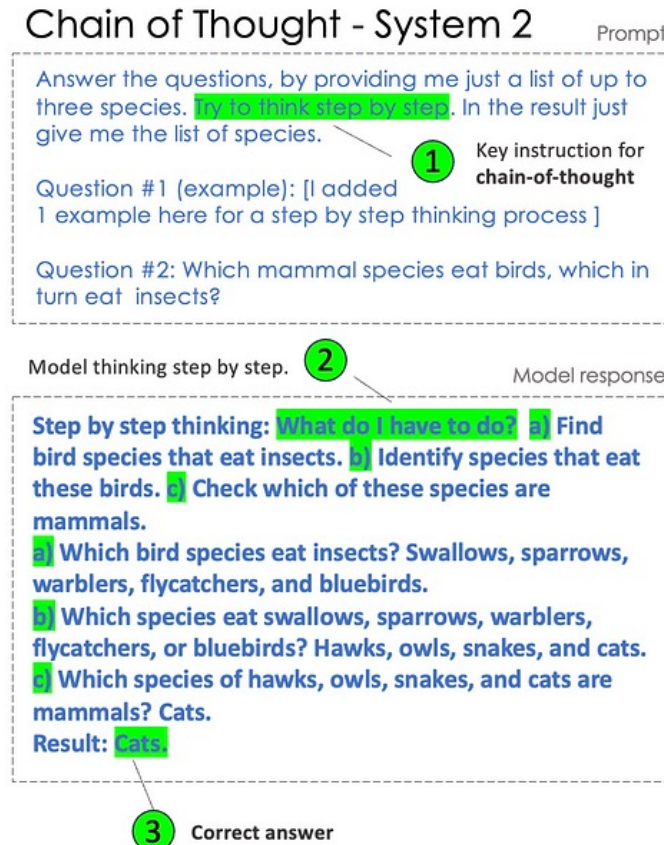 Chain of Thought - System 2
Prompt
Answer the questions, by providing me just a list of up to
three species. Try to think step by step. In the result just
give me the list of species.
1
Key instruction for
chain-of-thought
Question #1 (example): [I added
1 example here for a step by step thinking process ]
Question #2: Which mammal species eat birds, which in
turn eat insects?
Model thinking step by step.
2
Model response
Step by step thinking: What do I have to do? a) Find
bird species that eat insects. b) Identify species that eat
these birds. c) Check which of these species are
mammals.
a) Which bird species eat insects? Swallows, sparrows,
warblers, flycatchers, and bluebirds.
b) Which species eat swallows, sparrows, warblers,
flycatchers, or bluebirds? Hawks, owls, snakes, and cats.
c) Which species of hawks, owls, snakes, and cats are
mammals? Cats.
Result: Cats.
3
Correct answer